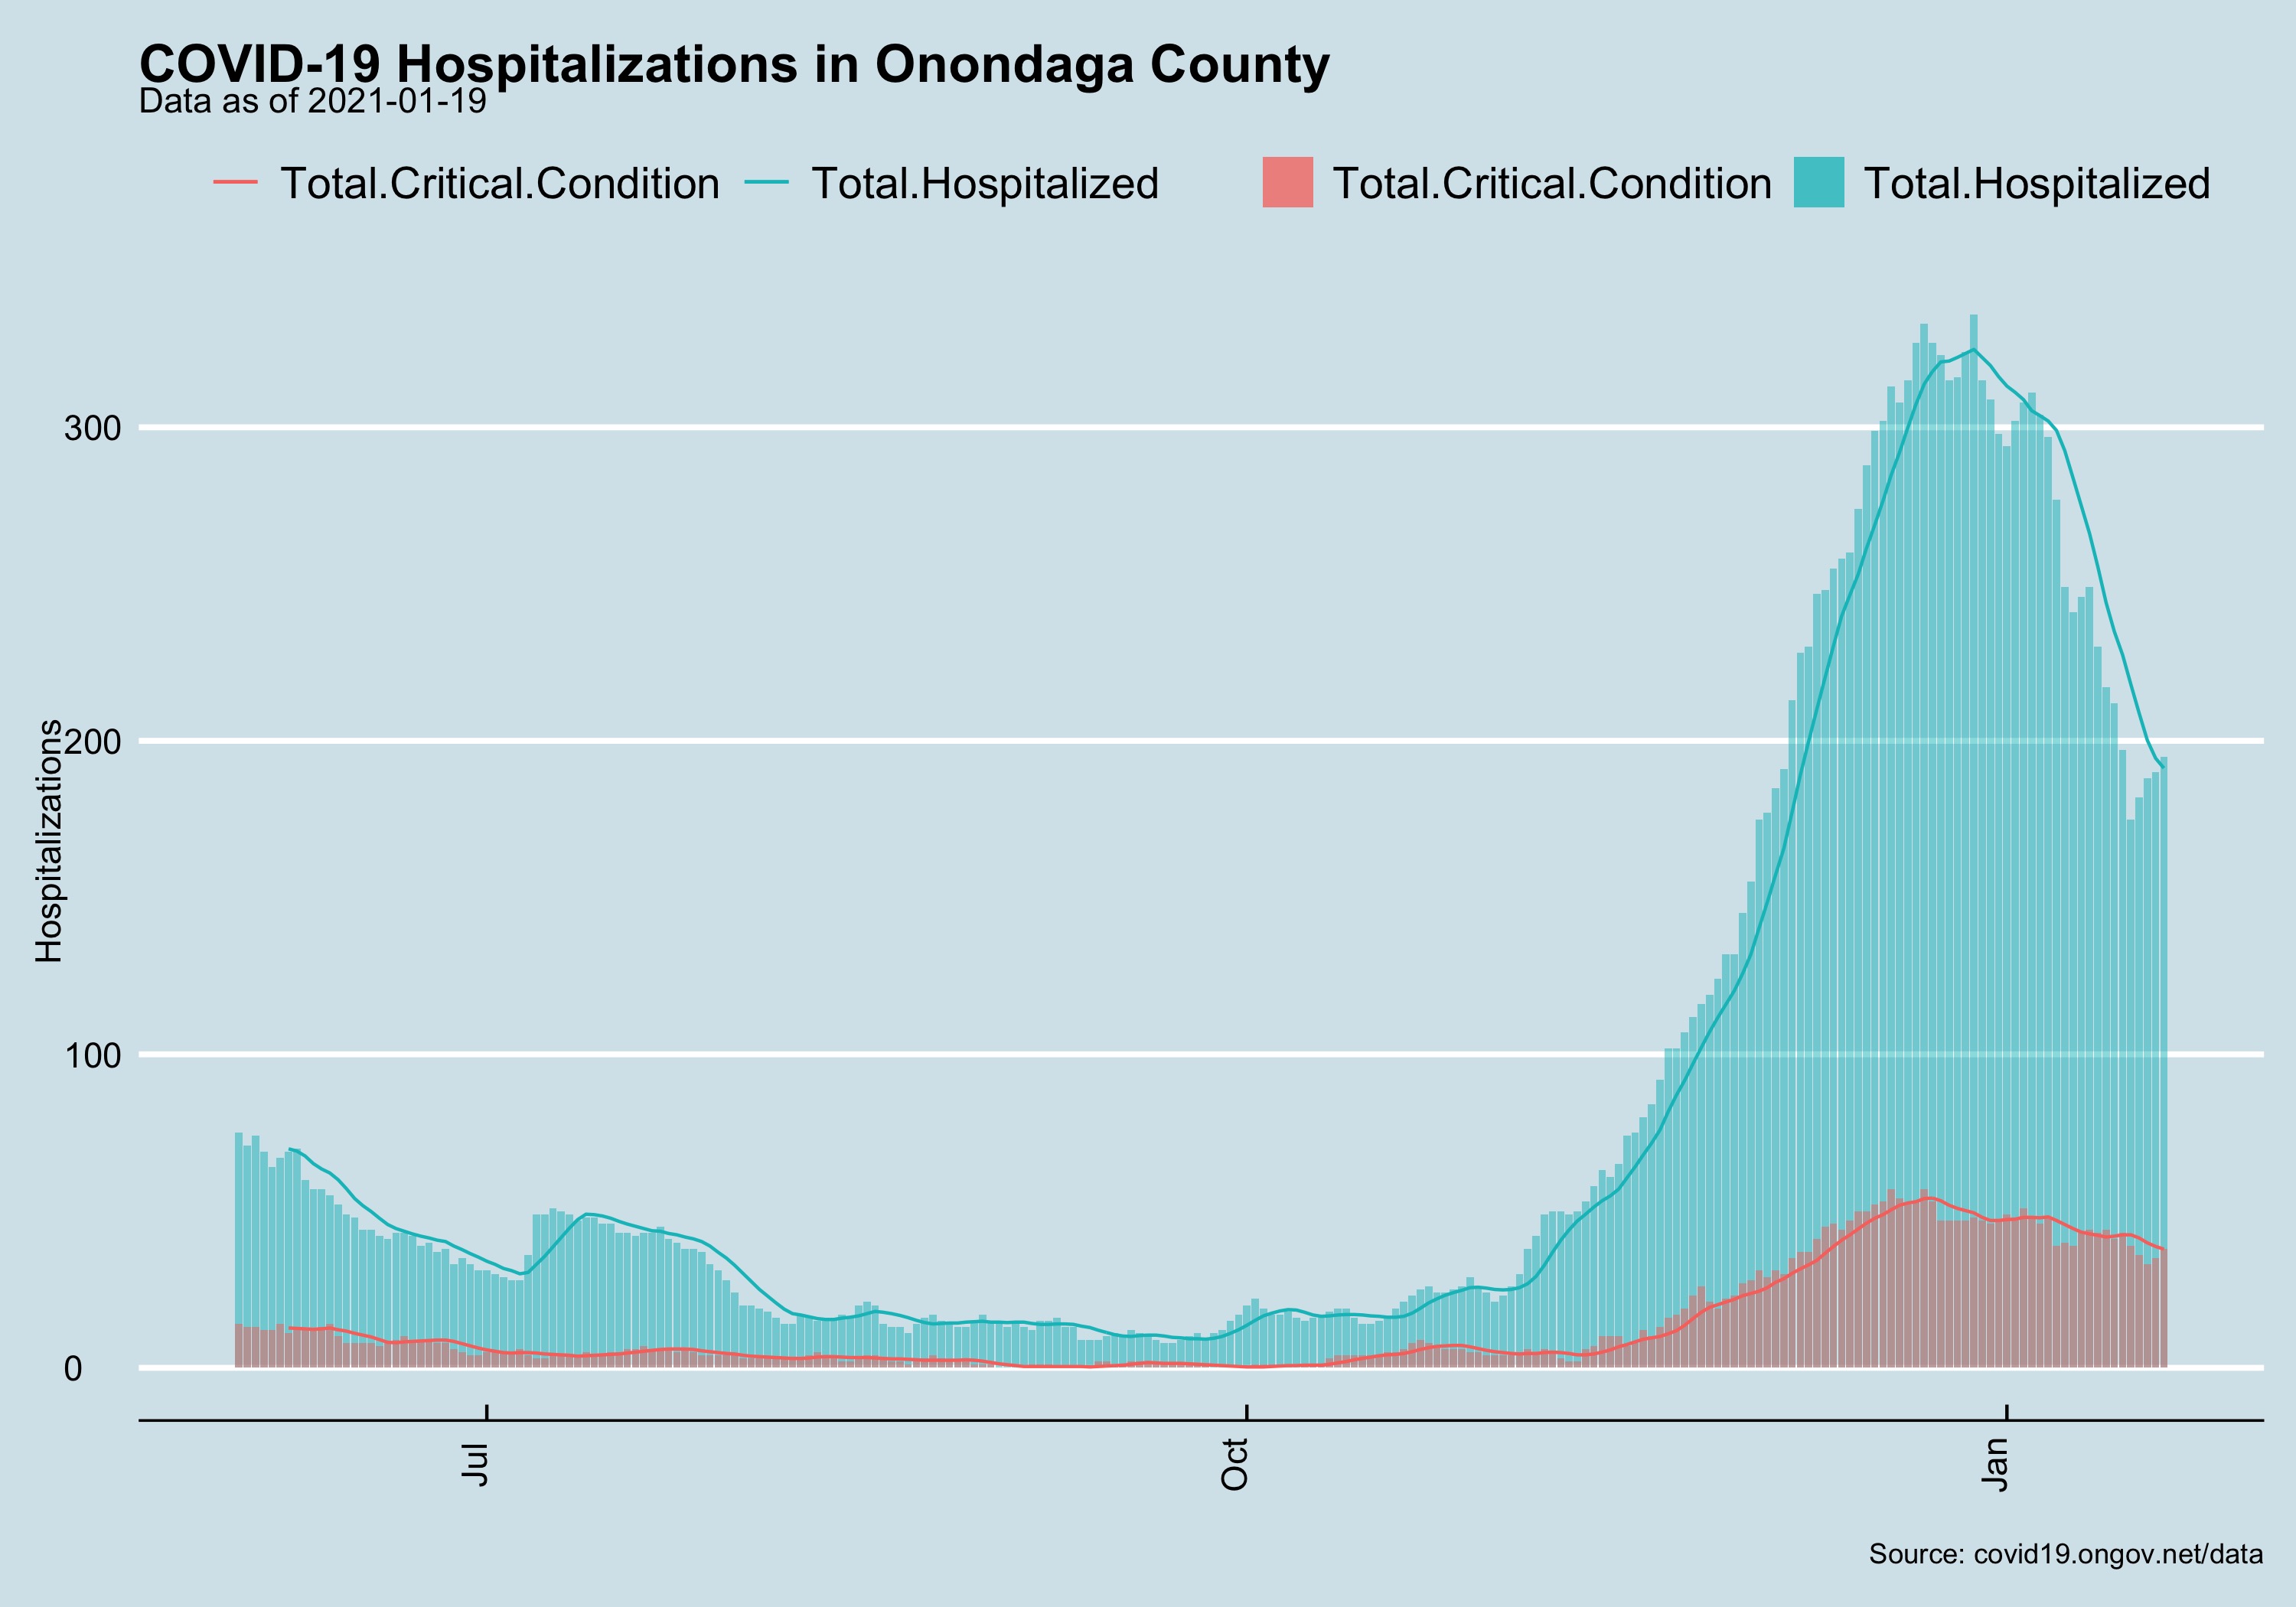 COVID-19 Hospitalizations in Onondaga County
Data as of 2021-01-19
Total.Critical.Condition Total.Hospitalized Total.Critical.Condition Total.Hospitalized
Hospitalizations
300
200
100
0
Jul Oct Jan
Source: covid19.ongov.net/data